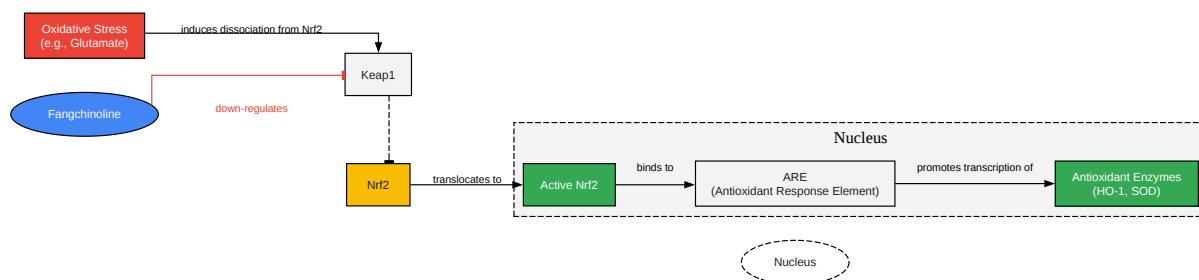 Oxidative Stress
(e.g., Glutamate)
induces dissociation from Nrf2
Keap1
Fangchinoline
down-regulates
Nucleus
Nrf2
translocates to
Active Nrf2
binds to
ARE
(Antioxidant Response Element)
promotes transcription of
Antioxidant Enzymes
(HO-1, SOD)
Nucleus